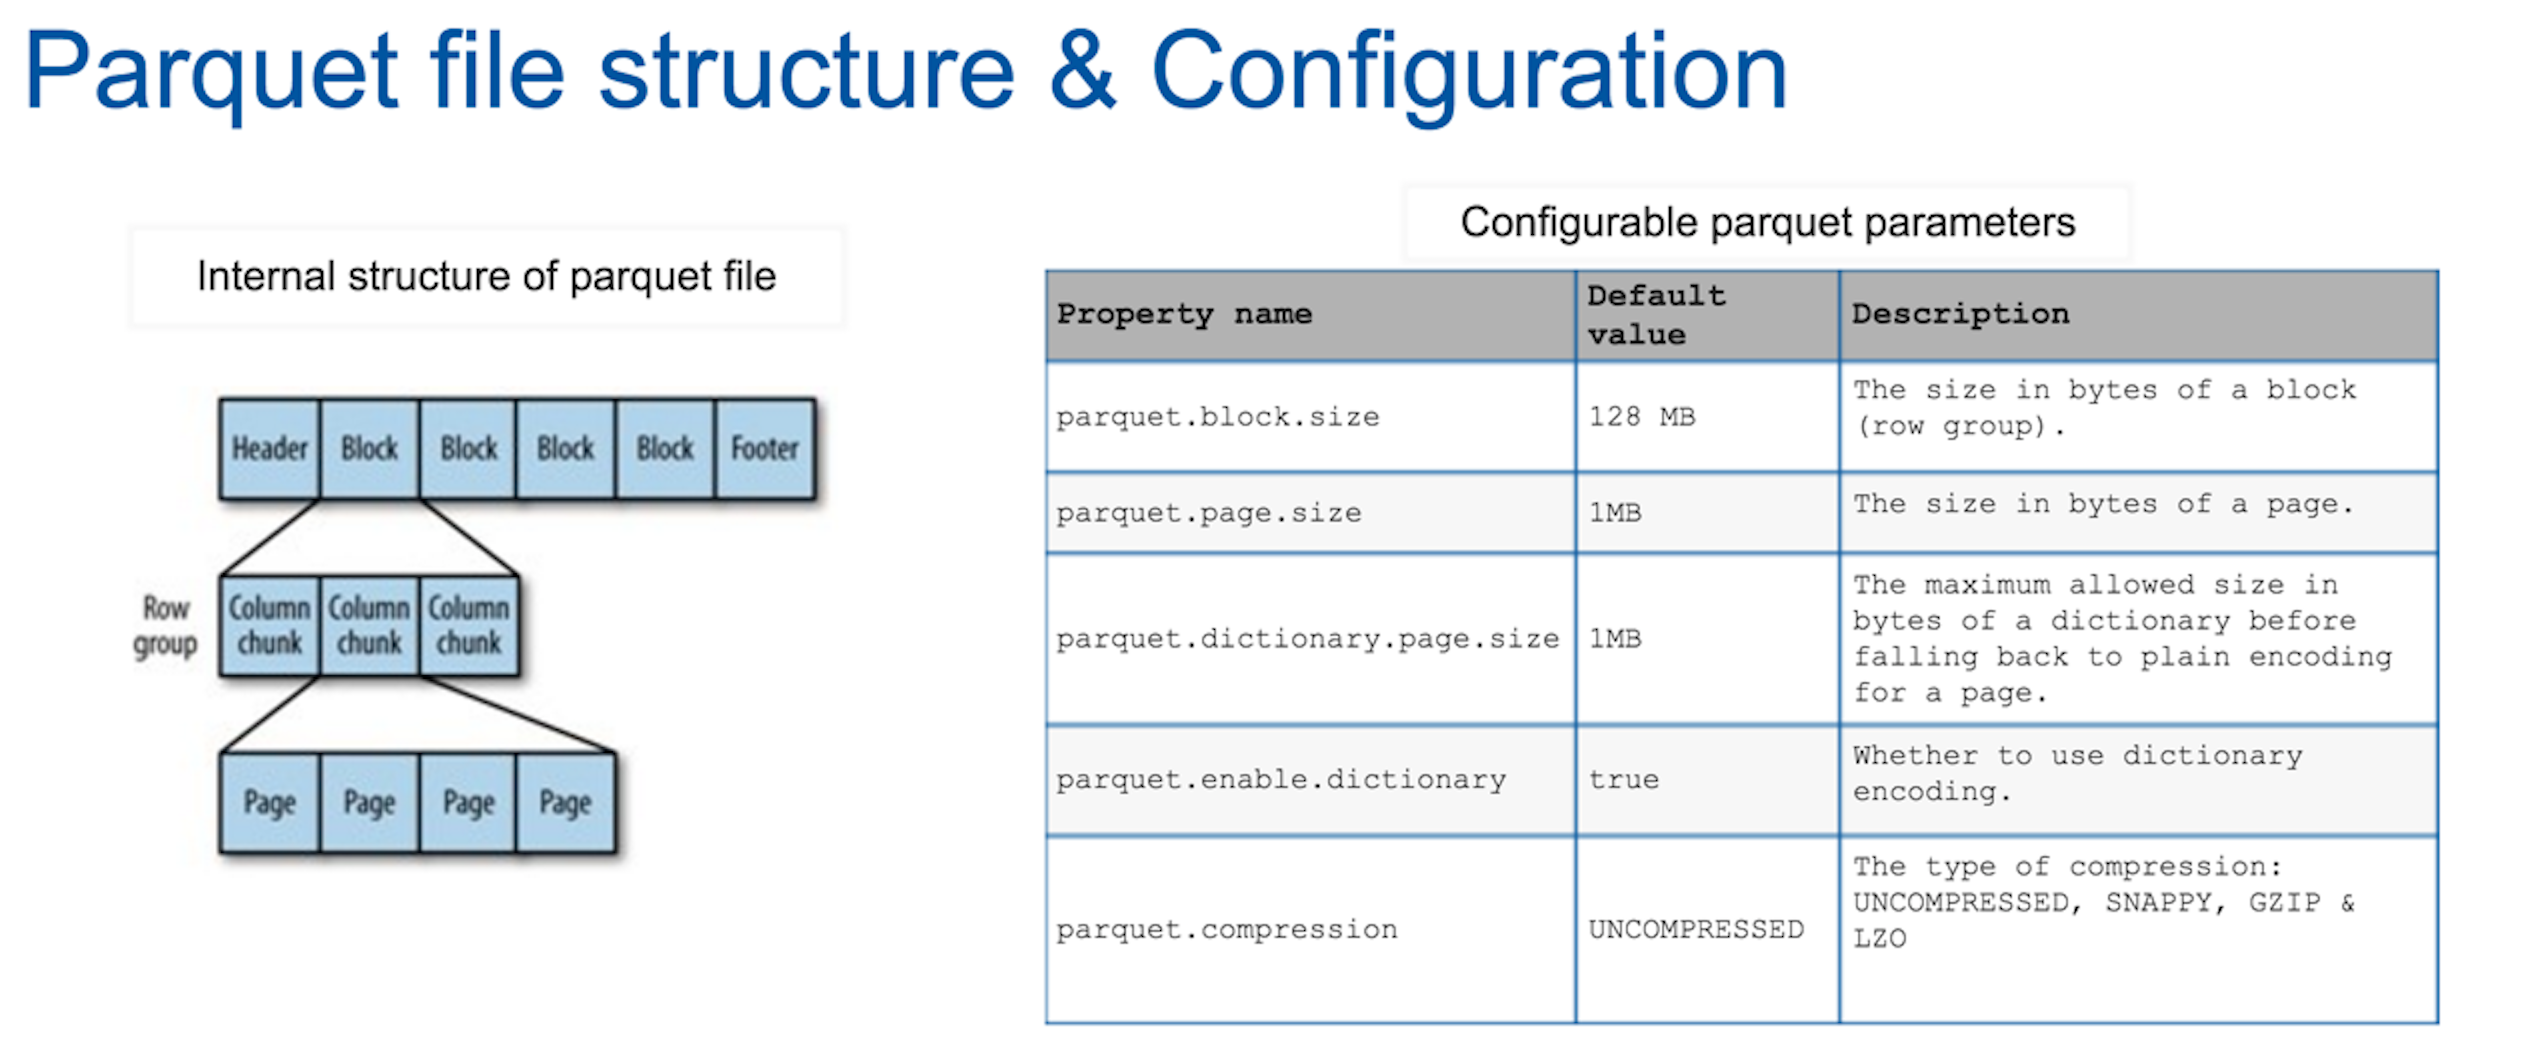 Parquet file structure & Configuration
Internal structure of parquet file
Header Block Block Block Block Footer
Row
group
Column Column Column
chunk chunk chunk
Page Page Page Page
Configurable parquet parameters
Property name
Default
value
Description
parquet.block.size
128 MB
The size in bytes of a block
(row group).
parquet.page.size
1MB
The size in bytes of a page.
parquet.dictionary.page.size
1MB
The maximum allowed size in
bytes of a dictionary before
falling back to plain encoding
for a page.
parquet.enable.dictionary
true
Whether to use dictionary
encoding.
parquet.compression
UNCOMPRESSED
The type of compression:
UNCOMPRESSED, SNAPPY, GZIP &
LZO